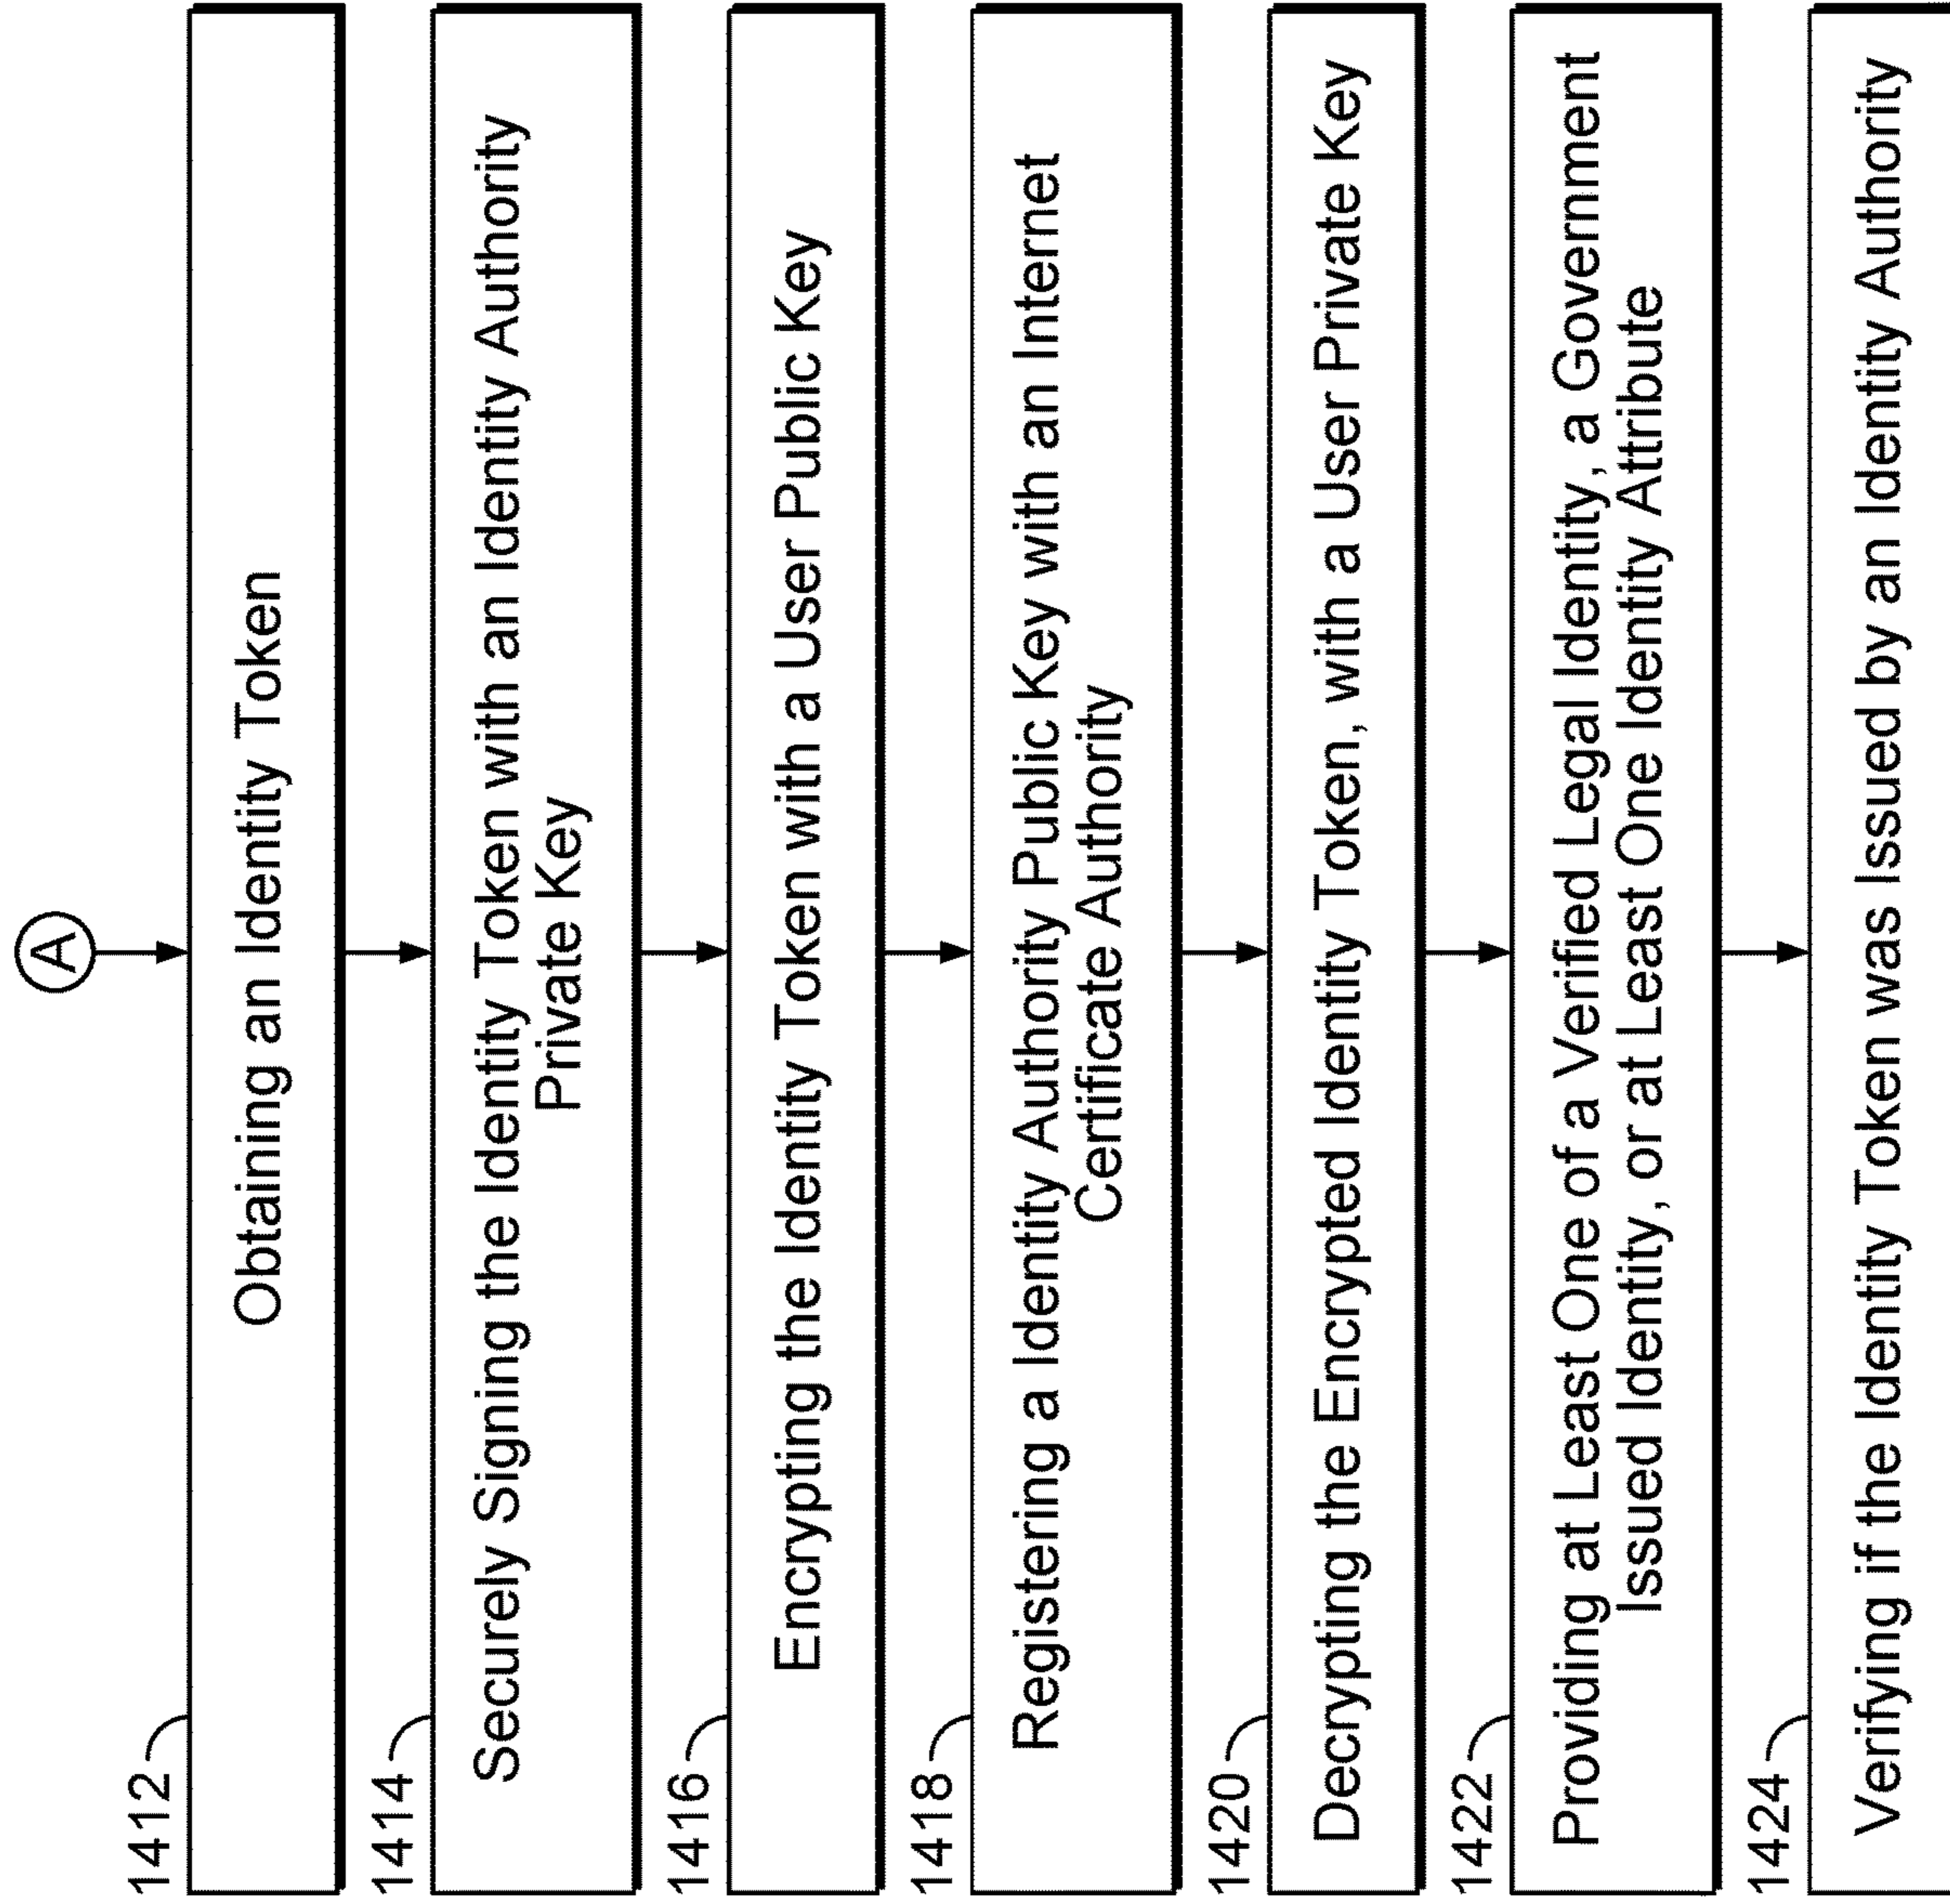 A
1412
Obtaining an Identity Token
1414
Securely Signing the Identity Token with an Identity Authority
Private Key
1416
Encrypting the Identity Token with a User Public Key
1418
Registering a Identity Authority Public Key with an Internet
Certificate Authority
1420
Decrypting the Encrypted Identity Token, with a User Private Key
1422
Providing at Least One of a Verified Legal Identity, a Government
Issued Identity, or at Least One Identity Attribute
1424
Verifying if the Identity Token was Issued by an Identity Authority